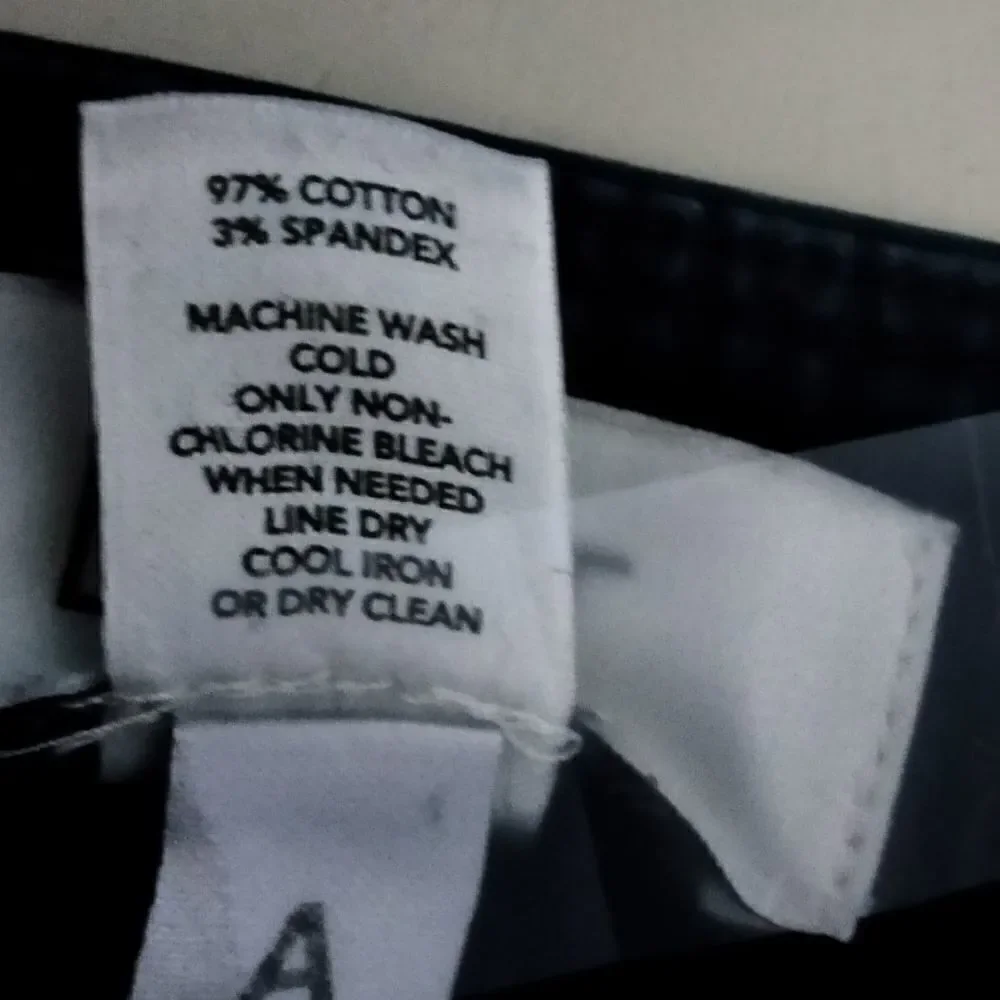 97% COTTON
3% SPANDEX
MACHINE WASH
COLD
ONLY NON-
CHLORINE BLEACH
WHEN NEEDED
LINE DRY
COOL IRON
OR DRY CLEAN
A